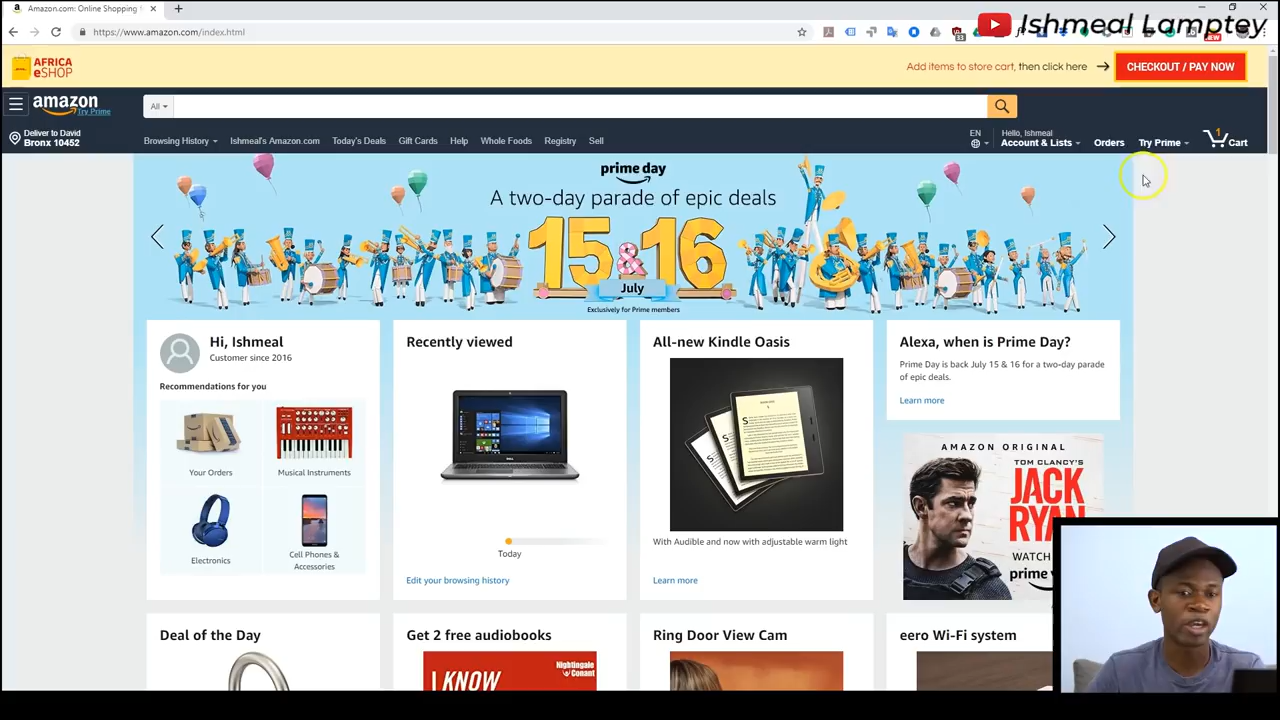 Amazon.com: Online Shopping
Ishmeal Lamptey
https://www.amazon.com/index.html
AFRICA
eSHOP
Add items to store cart, then click here
CHECKOUT / PAY NOW
amazon
Try Prime
All
Deliver to David
Bronx 10452
Browsing History
Ishmeal's Amazon.com
Today's Deals
Gift Cards
Help
Whole Foods
Registry
Sell
EN
Hello, Ishmeal
Account & Lists
Orders
Try Prime
1
Cart
prime day
A two-day parade of epic deals
15 & 16
July
Exclusively for Prime members
Hi, Ishmeal
Customer since 2016
Recommendations for you
Your Orders
Musical Instruments
Electronics
Cell Phones &
Accessories
Recently viewed
Today
Edit your browsing history
All-new Kindle Oasis
With Audible and now with adjustable warm light
Learn more
Alexa, when is Prime Day?
Prime Day is back July 15 & 16 for a two-day parade
of epic deals.
Learn more
AMAZON ORIGINAL
TOM CLANCY'S
JACK
RYAN
WATCH
prime
Deal of the Day
Get 2 free audiobooks
I KNOW
Nightingale
Conant
Ring Door View Cam
eero Wi-Fi system